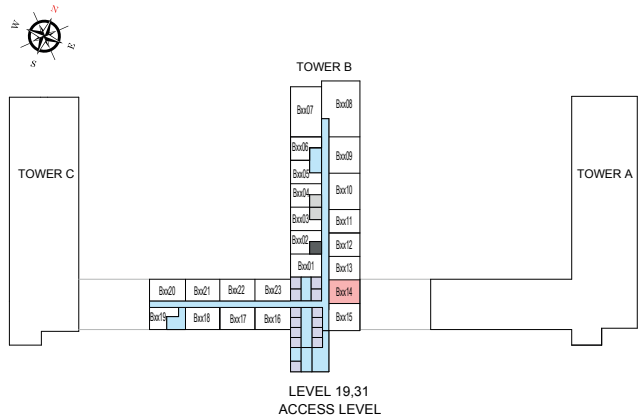 N
W
E
S
TOWER B
Bxx07
Bxx08
Bxx06
Bxx09
Bxx05
TOWER C
TOWER A
Bxx04
Bxx10
Bxx03
Bxx11
Bxx02
Bxx12
Bxx01
Bxx13
Bxx20 Bxx21 Bxx22 Bxx23
Bxx14
Bxx19 Bxx18 Bxx17 Bxx16
Bxx15
LEVEL 19,31
ACCESS LEVEL